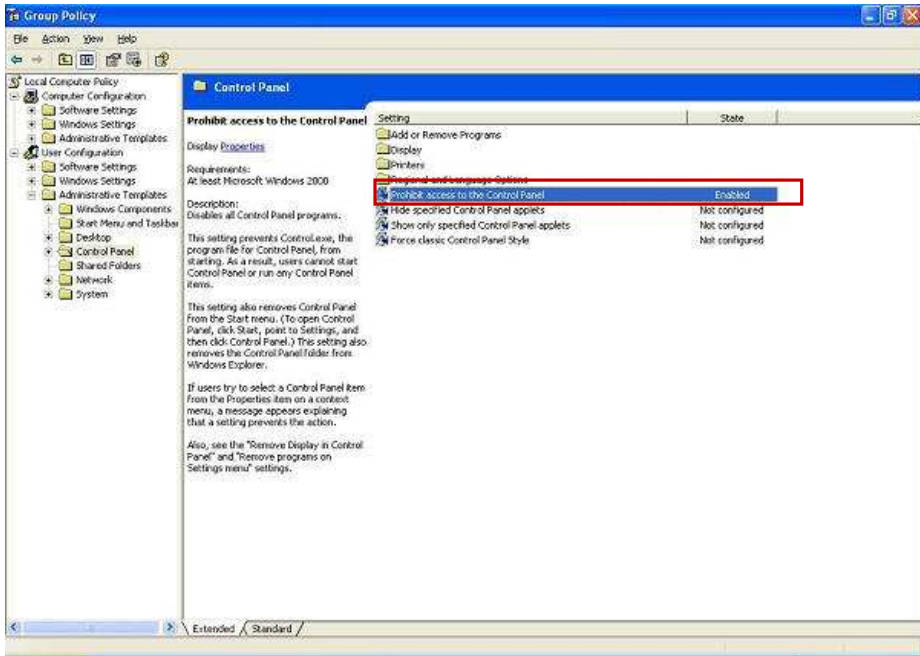 Group Policy
File Action View Help
Local Computer Policy
Computer Configuration
Software Settings
Windows Settings
Administrative Templates
User Configuration
Software Settings
Windows Settings
Administrative Templates
Windows Components
Start Menu and Taskbar
Desktop
Control Panel
Shared Folders
Network
System
Control Panel
Prohibit access to the Control Panel
Display Properties
Requirements:
At least Microsoft Windows 2000
Description:
Disables all Control Panel programs.
This setting prevents Control.exe, the
program file for Control Panel, from
starting. As a result, users cannot start
Control Panel or run any Control Panel
items.
This setting also removes Control Panel
from the Start menu. (To open Control
Panel, click Start, point to Settings, and
then click Control Panel.) This setting also
removes the Control Panel folder from
Windows Explorer.
If users try to select a Control Panel item
from the Properties item on a context
menu, a message appears explaining
that a setting prevents the action.
Also, see the "Remove Display in Control
Panel" and "Remove programs on
Settings menu" settings.
Setting State
Add or Remove Programs
Display
Printers
Regional and Language Options
Prohibit access to the Control Panel Enabled
Hide specified Control Panel applets Not configured
Show only specified Control Panel applets Not configured
Force classic Control Panel Style Not configured
Extended Standard